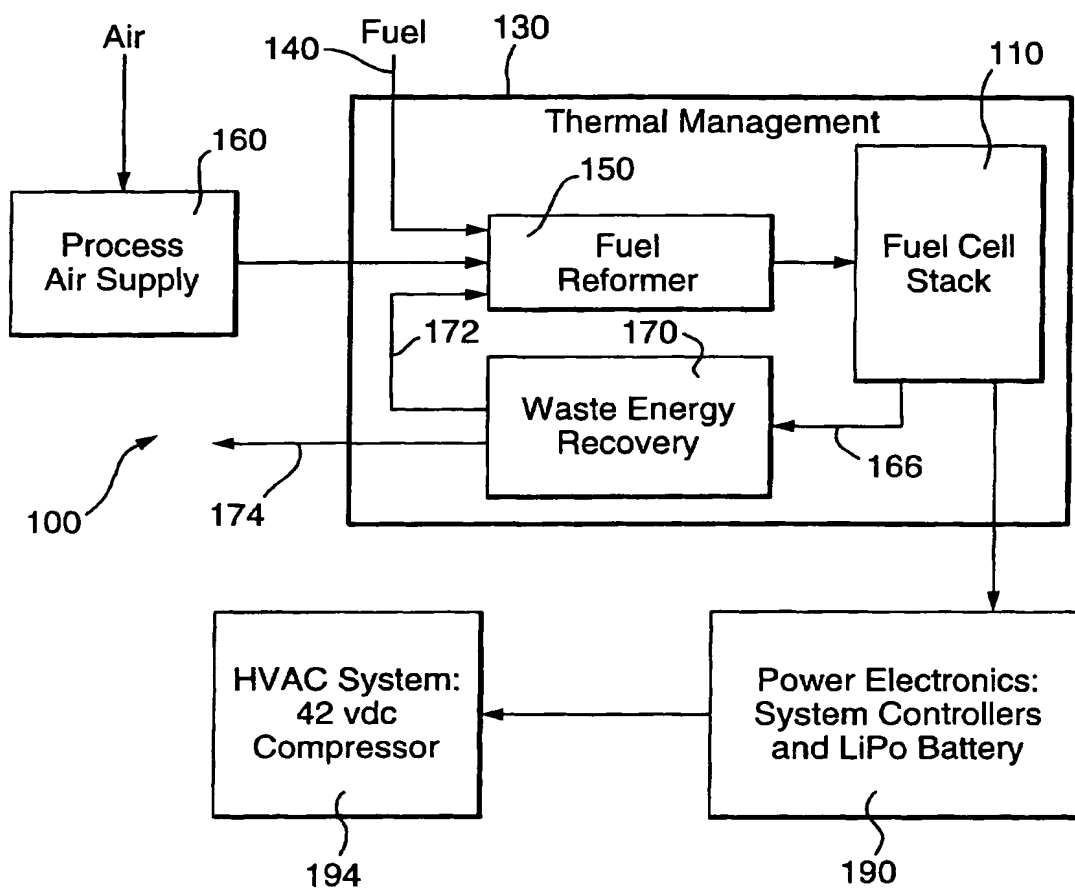 Air
Fuel
140
130
110
Thermal Management
160
150
Process
Air Supply
Fuel
Reformer
Fuel Cell
Stack
172
170
Waste Energy
Recovery
166
100
174
HVAC System:
42 vdc
Compressor
Power Electronics:
System Controllers
and LiPo Battery
194
190